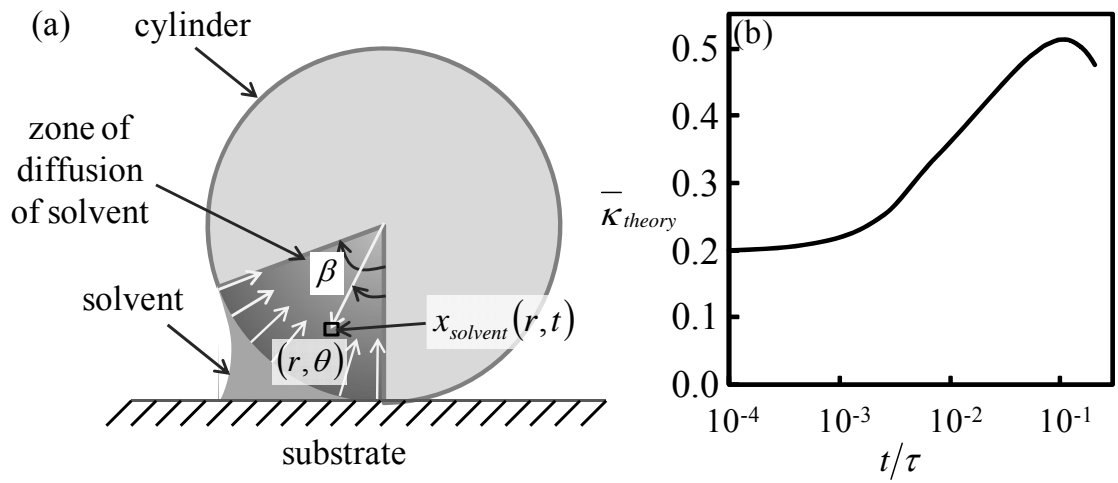 (a)
cylinder
zone of
diffusion
of solvent
solvent
β
x_solvent(r,t)
(r,θ)
substrate
(b)
0.5
0.4
0.3
0.2
0.1
0.0
κ̄_theory
10⁻⁴ 10⁻³ 10⁻² 10⁻¹
t/τ